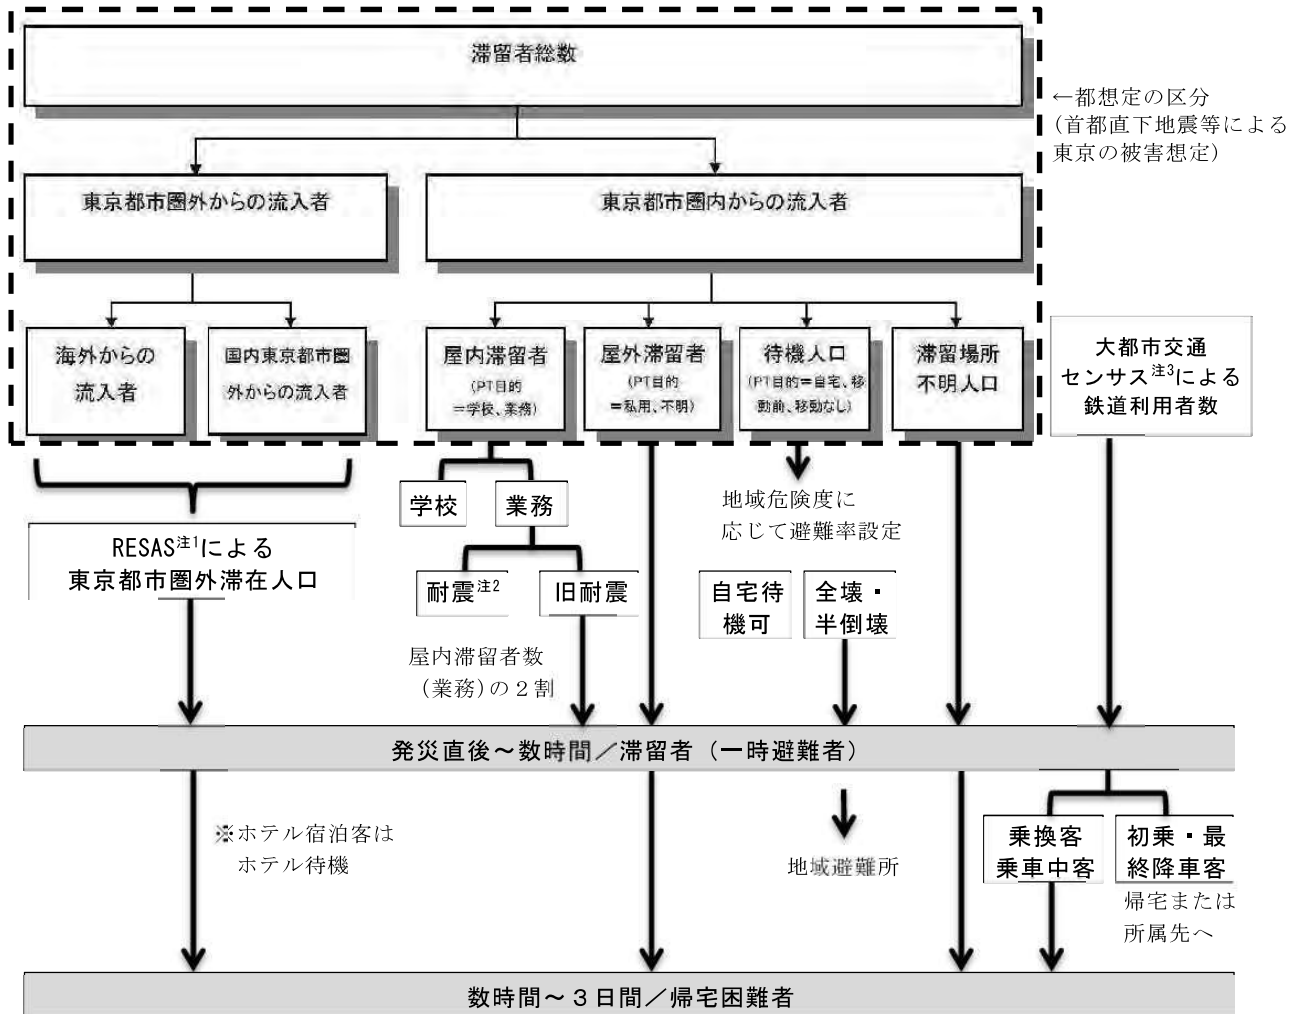 滞留者総数
←都想定の区分
(首都直下地震等による
東京の被害想定)
東京都市圏外からの流入者
東京都市圏内からの流入者
海外からの
流入者
国内東京都市圏
外からの流入者
屋内滞留者
(PT目的
=学校、業務)
屋外滞留者
(PT目的
=私用、不明)
待機人口
(PT目的=自宅、移
動前、移動なし)
滞留場所
不明人口
大都市交通
センサス注3による
鉄道利用者数
学校
業務
地域危険度に
応じて避難率設定
RESAS注1による
東京都市圏外滞在人口
耐震注2
旧耐震
自宅待
機可
全壊・
半倒壊
屋内滞留者数
(業務)の2割
発災直後~数時間/滞留者(一時避難者)
※ホテル宿泊客は
ホテル待機
地域避難所
乗換客
乗車中客
初乗・最
終降車客
帰宅または
所属先へ
数時間~3日間/帰宅困難者